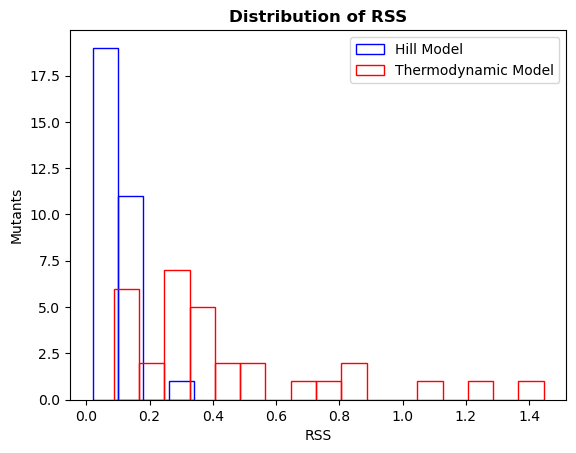 Distribution of RSS
Hill Model
Thermodynamic Model
Mutants
17.5
15.0
12.5
10.0
7.5
5.0
2.5
0.0
0.0 0.2 0.4 0.6 0.8 1.0 1.2 1.4
RSS